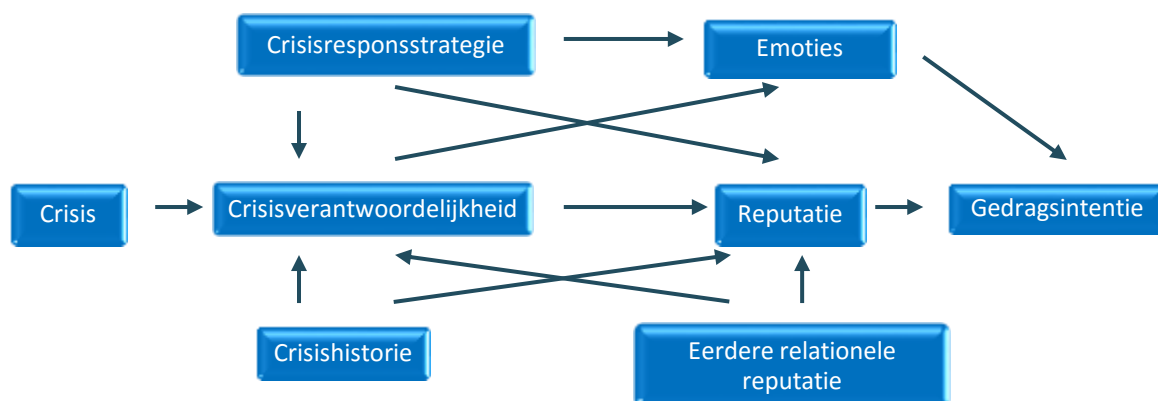 Crisisresponsstrategie
Emoties
Crisis
Crisisverantwoordelijkheid
Reputatie
Gedragsintentie
Crisishistorie
Eerdere relationele
reputatie